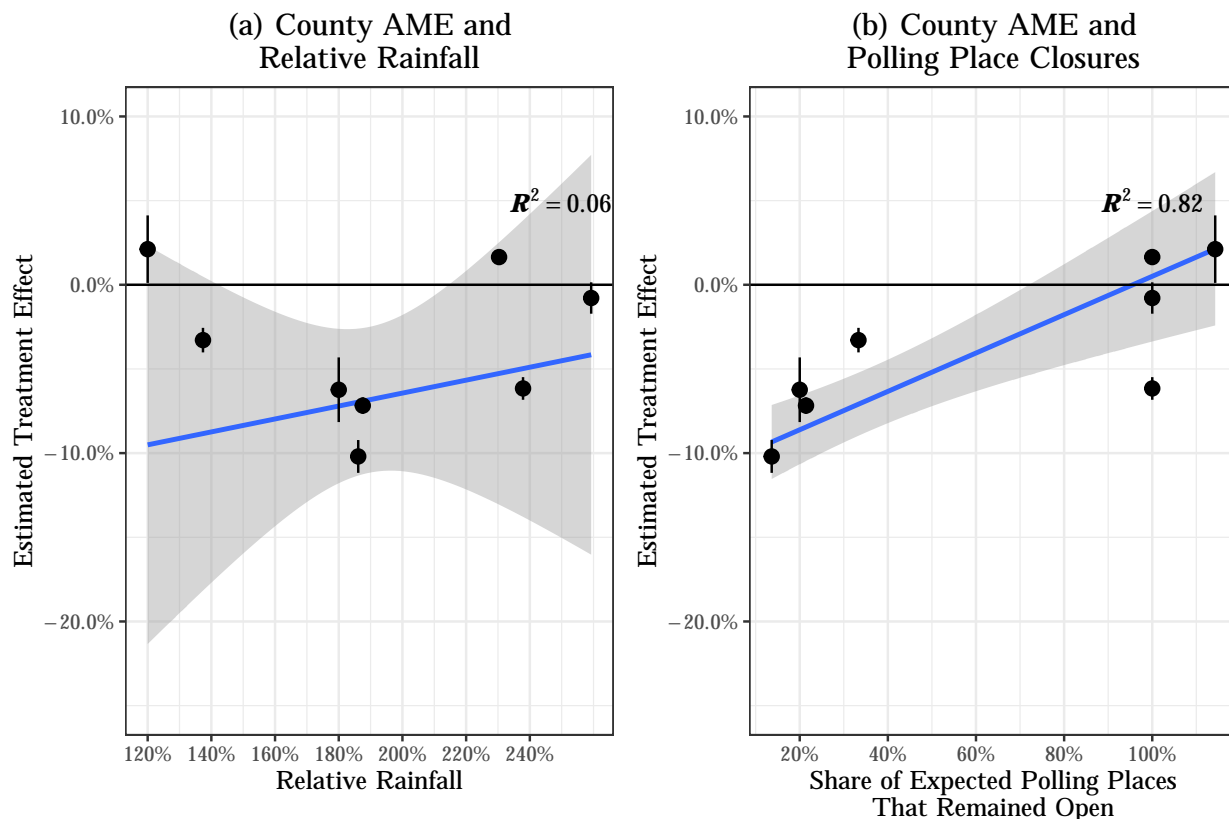 (a) County AME and
Relative Rainfall
10.0%
0.0%
−10.0%
−20.0%
Estimated Treatment Effect
R² = 0.06
120%
140%
160%
180%
200%
220%
240%
Relative Rainfall
(b) County AME and
Polling Place Closures
10.0%
0.0%
−10.0%
−20.0%
Estimated Treatment Effect
R² = 0.82
20%
40%
60%
80%
100%
Share of Expected Polling Places
That Remained Open